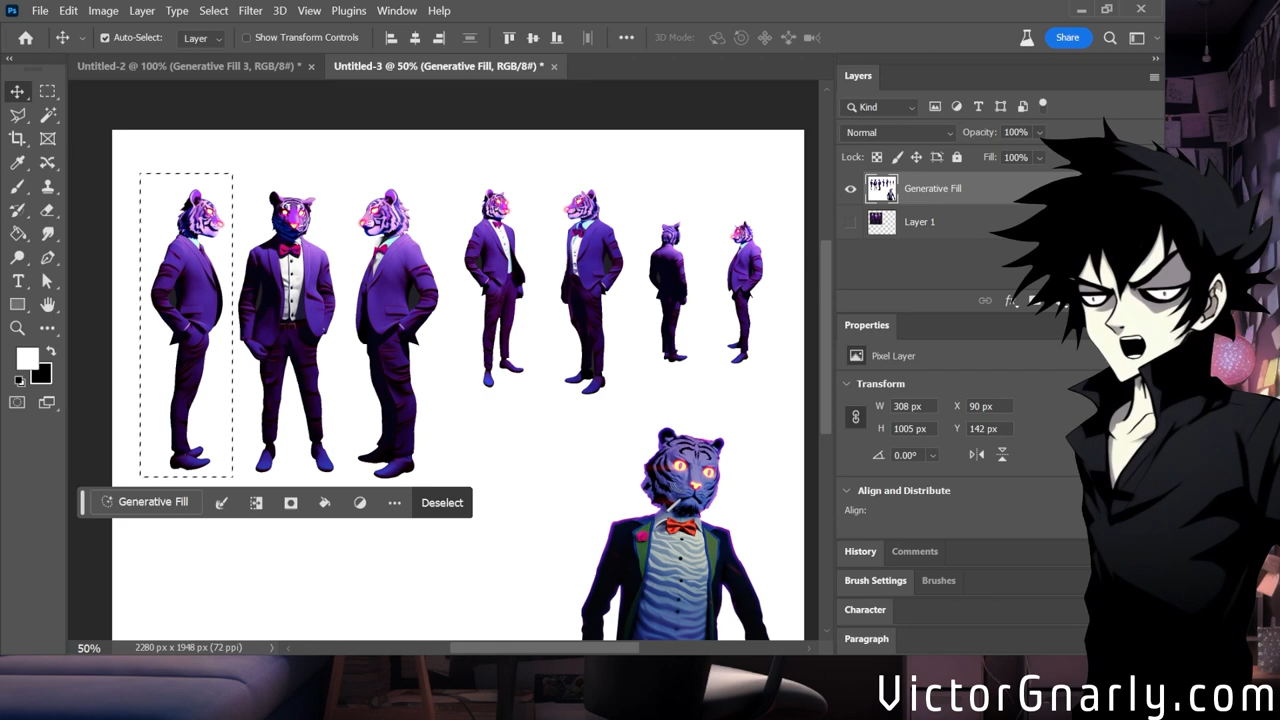 Ps File Edit Image Layer Type Select Filter 3D View Plugins Window Help
Auto-Select: Layer Show Transform Controls 3D Mode: Share
Untitled-2 @ 100% (Generative Fill 3, RGB/8#) * Untitled-3 @ 50% (Generative Fill, RGB/8#) *
Layers
Kind
Normal Opacity: 100%
Lock: Fill: 100%
Generative Fill
Layer 1
Properties
Pixel Layer
Transform
W 308 px X 90 px
H 1005 px Y 142 px
0.00°
Align and Distribute
Align:
Generative Fill Deselect
History Comments
Brush Settings Brushes
Character
Paragraph
50% 2280 px x 1948 px (72 ppi)
VictorGnarly.com